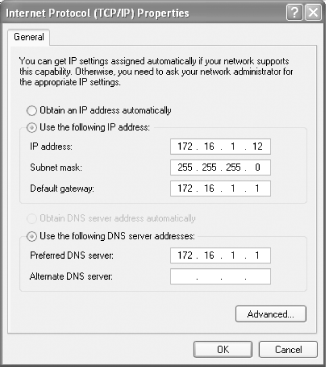 Internet Protocol (TCP/IP) Properties
General
You can get IP settings assigned automatically if your network supports
this capability. Otherwise, you need to ask your network administrator for
the appropriate IP settings.
Obtain an IP address automatically
Use the following IP address:
IP address: 172 . 16 . 1 . 12
Subnet mask: 255 . 255 . 255 . 0
Default gateway: 172 . 16 . 1 . 1
Obtain DNS server address automatically
Use the following DNS server addresses:
Preferred DNS server: 172 . 16 . 1 . 1
Alternate DNS server: . . .
Advanced...
OK Cancel